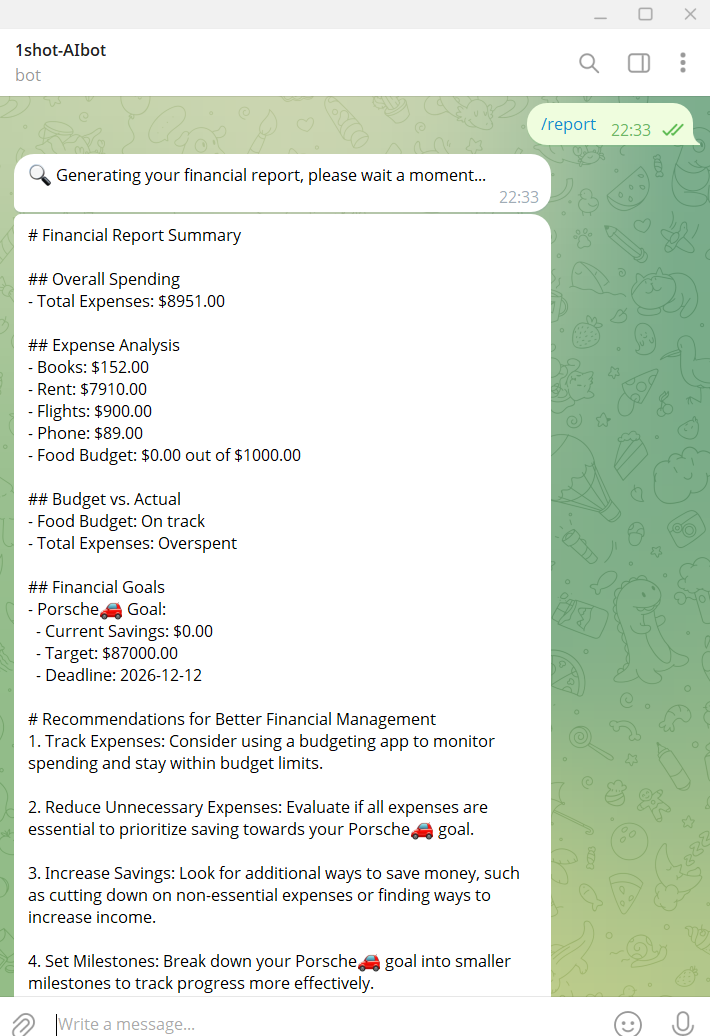 1shot-AIbot
bot
/report 22:33
🔍 Generating your financial report, please wait a moment...
22:33
# Financial Report Summary
## Overall Spending
- Total Expenses: $8951.00
## Expense Analysis
- Books: $152.00
- Rent: $7910.00
- Flights: $900.00
- Phone: $89.00
- Food Budget: $0.00 out of $1000.00
## Budget vs. Actual
- Food Budget: On track
- Total Expenses: Overspent
## Financial Goals
- Porsche🚗 Goal:
- Current Savings: $0.00
- Target: $87000.00
- Deadline: 2026-12-12
# Recommendations for Better Financial Management
1. Track Expenses: Consider using a budgeting app to monitor
spending and stay within budget limits.
2. Reduce Unnecessary Expenses: Evaluate if all expenses are
essential to prioritize saving towards your Porsche🚗 goal.
3. Increase Savings: Look for additional ways to save money, such
as cutting down on non-essential expenses or finding ways to
increase income.
4. Set Milestones: Break down your Porsche🚗 goal into smaller
milestones to track progress more effectively.
Write a message...